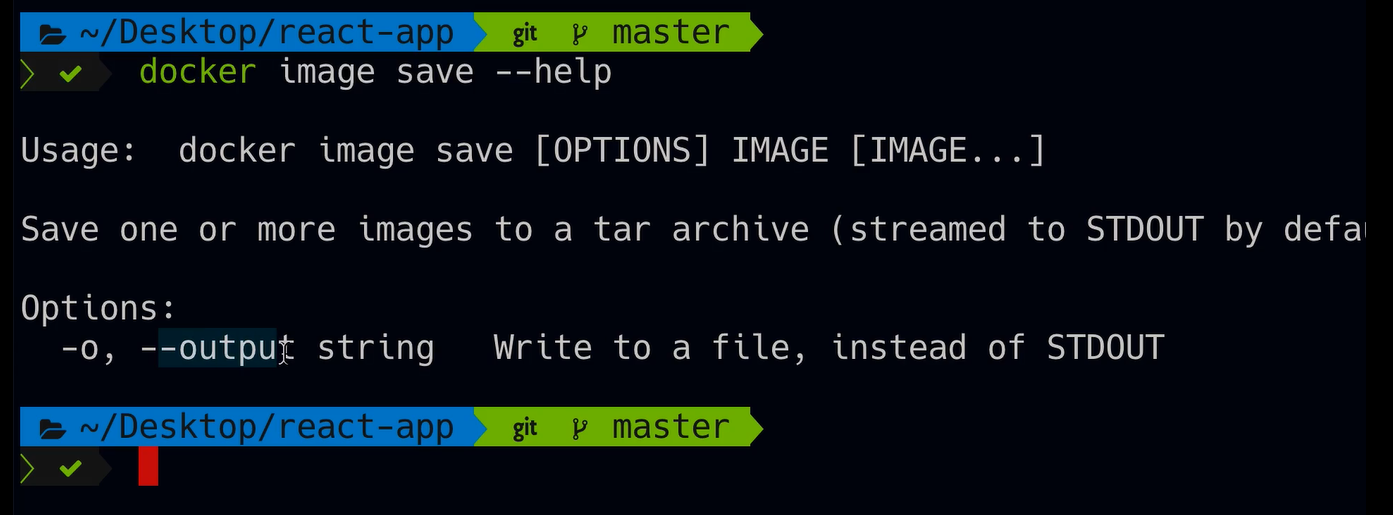 ~/Desktop/react-app git master
docker image save --help
Usage:  docker image save [OPTIONS] IMAGE [IMAGE...]
Save one or more images to a tar archive (streamed to STDOUT by
Options:
-o, --output string   Write to a file, instead of STDOUT
~/Desktop/react-app git master